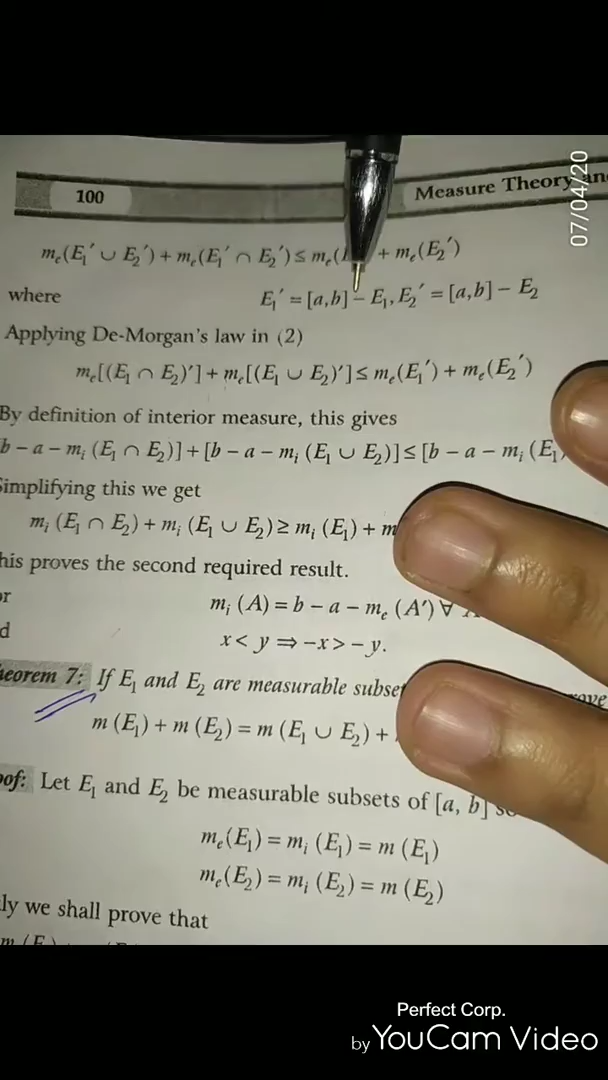 100
Measure Theory an
07/04/20
mₑ(E₁′ ∪ E₂′) + mₑ(E₁′ ∩ E₂′) ≤ mₑ( + mₑ(E₂′)
where E₁′ = [a,b] − E₁, E₂′ = [a,b] − E₂
Applying De-Morgan's law in (2)
mₑ[(E₁ ∩ E₂)′] + mₑ[(E₁ ∪ E₂)′] ≤ mₑ(E₁′) + mₑ(E₂′)
By definition of interior measure, this gives
b − a − mᵢ (E₁ ∩ E₂)] + [b − a − mᵢ (E₁ ∪ E₂)] ≤ [b − a − mᵢ (E₁
Simplifying this we get
mᵢ (E₁ ∩ E₂) + mᵢ (E₁ ∪ E₂) ≥ mᵢ (E₁) + m
his proves the second required result.
or mᵢ (A) = b − a − mₑ (A′) ∀
d x < y ⇒ −x > − y.
eorem 7: If E₁ and E₂ are measurable subse
m (E₁) + m (E₂) = m (E₁ ∪ E₂) +
oof: Let E₁ and E₂ be measurable subsets of [a, b]
mₑ(E₁) = mᵢ (E₁) = m (E₁)
mₑ(E₂) = mᵢ (E₂) = m (E₂)
ly we shall prove that
Perfect Corp.
by YouCam Video